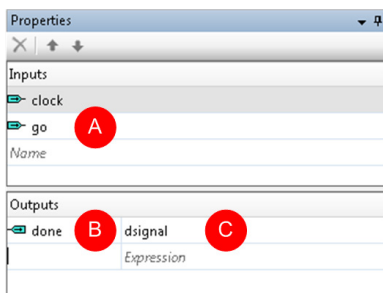 Properties
Inputs
clock
go A
Name
Outputs
done B dsignal C
Expression